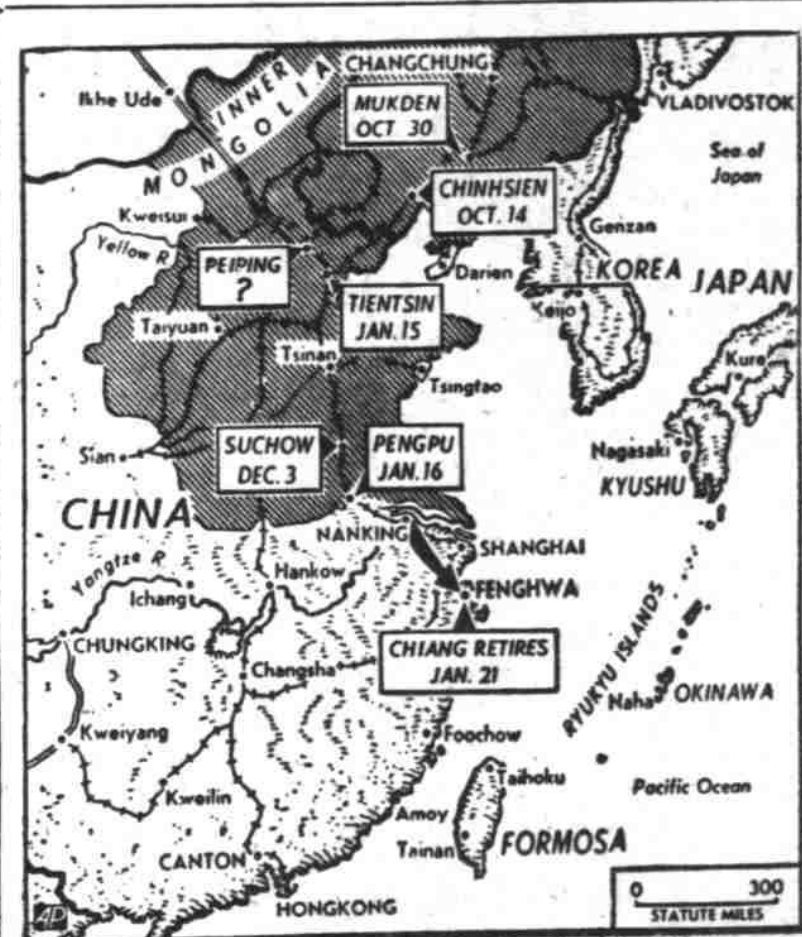 CHANGCHUNG
Ikhe Ude
INNER
MONGOLIA
MUKDEN
OCT 30
VLADIVOSTOK
Sea of
Japan
CHINHSIEN
OCT. 14
Kweisui
Genzan
Yellow R
PEIPING
?
Darien
KOREA
JAPAN
TIENTSIN
JAN. 15
Keijo
Taiyuan
Tsinan
Tsingtao
Kure
SUCHOW
DEC. 3
PENGPU
JAN. 16
Sian
Nagasaki
KYUSHU
CHINA
NANKING
SHANGHAI
Yangtze R
Hankow
Ichang
FENGHWA
CHUNGKING
CHIANG RETIRES
JAN. 21
Changsha
RYUKYU ISLANDS
Naha
OKINAWA
Kweiyang
Foochow
Kweilin
Taihoku
Pacific Ocean
Amoy
Tainan
FORMOSA
CANTON
HONGKONG
0 300
STATUTE MILES
AP